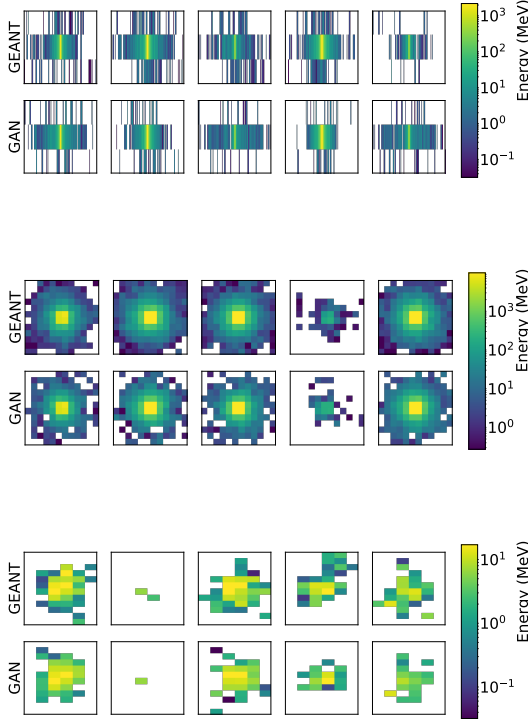 GEANT
GAN
10³
10²
10¹
10⁰
10⁻¹
Energy (MeV)
GEANT
GAN
10³
10²
10¹
10⁰
Energy (MeV)
GEANT
GAN
10¹
10⁰
10⁻¹
Energy (MeV)